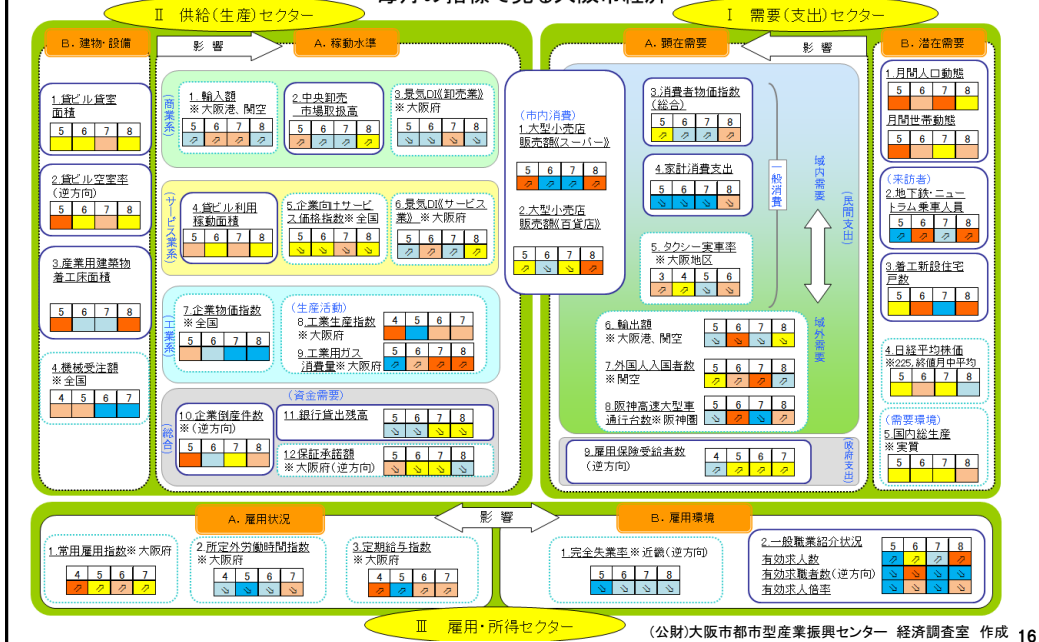 毎月の指標で見る大阪市経済
Ⅱ 供給(生産)セクター
Ⅰ 需要(支出)セクター
B. 建物・設備
影 響
A. 稼動水準
1.貸ビル貸室
面積
5 6 7 8
2.貸ビル空室率
(逆方向)
5 6 7 8
3.産業用建築物
着工床面積
5 6 7 8
4.機械受注額
※全国
4 5 6 7
(商業系)
1. 輸入額
※大阪港、関空
5 6 7 8
2.中央卸売
市場取扱高
5 6 7 8
3.景気DI《卸売業》
※大阪府
5 6 7 8
(サービス業系)
4.貸ビル利用
稼動面積
5 6 7 8
5.企業向けサービ
ス価格指数※全国
5 6 7 8
6.景気DI《サービス
業》 ※大阪府
5 6 7 8
(工業系)
7.企業物価指数
※全国
5 6 7 8
(生産活動)
8.工業生産指数
※大阪府
4 5 6 7
9.工業用ガス
消費量※大阪府
5 6 7 8
(総合)
10.企業倒産件数
※(逆方向)
5 6 7 8
(資金需要)
11.銀行貸出残高
5 6 7 8
12保証承諾額
※大阪府(逆方向)
5 6 7 8
A. 顕在需要
影 響
B. 潜在需要
(市内消費)
1.大型小売店
販売額《スーパー》
5 6 7 8
2.大型小売店
販売額《百貨店》
5 6 7 8
3.消費者物価指数
(総合)
5 6 7 8
4.家計消費支出
5 6 7 8
5. タクシー実車率
※大阪地区
3 4 5 6
一般消費
域内需要
域外需要
(民間支出)
6. 輸出額
※大阪港、関空
5 6 7 8
7.外国人入国者数
※関空
5 6 7 8
8.阪神高速大型車
通行台数※阪神圏
5 6 7 8
9.雇用保険受給者数
(逆方向)
4 5 6 7
(政府支出)
1.月間人口動態
5 6 7 8
月間世帯動態
5 6 7 8
(来訪者)
2.地下鉄・ニュー
トラム乗車人員
5 6 7 8
3.着工新設住宅
戸数
5 6 7 8
4.日経平均株価
※225,終値月中平均
5 6 7 8
(需要環境)
5.国内総生産
※実質
5 6 7 8
A. 雇用状況
影 響
B. 雇用環境
1.常用雇用指数※大阪府
4 5 6 7
2.所定外労働時間指数
※大阪府
4 5 6 7
3.定期給与指数
※大阪府
4 5 6 7
1.完全失業率※近畿(逆方向)
5 6 7 8
2.一般職業紹介状況
有効求人数
有効求職者数(逆方向)
有効求人倍率
5 6 7 8
Ⅲ 雇用・所得セクター
(公財)大阪市都市型産業振興センター 経済調査室 作成
16